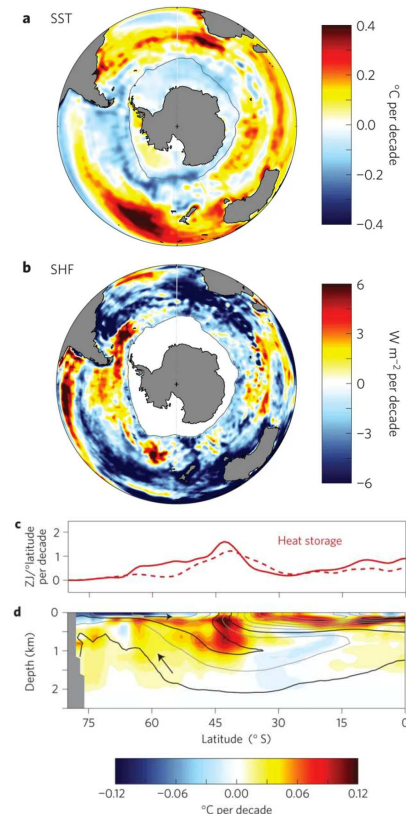 a SST
0.4
0.2
0
−0.2
−0.4
°C per decade
b SHF
6
3
0
−3
−6
W m⁻² per decade
c
ZJ/°latitude
per decade
2
1
0
Heat storage
d
Depth (km)
0
1
2
75 60 45 30 15 0
Latitude (° S)
−0.12 −0.06 0.00 0.06 0.12
°C per decade